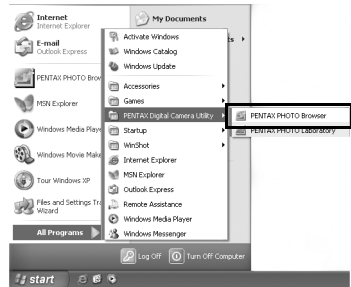 Internet
Internet Explorer
E-mail
Outlook Express
PENTAX PHOTO Brow
MSN Explorer
Windows Media Playe
Windows Movie Make
Tour Windows XP
Files and Settings Tra
Wizard
All Programs
My Documents
ts
Activate Windows
Windows Catalog
Windows Update
Accessories
Games
PENTAX Digital Camera Utility
Startup
WinShot
Internet Explorer
MSN Explorer
Outlook Express
Remote Assistance
Windows Media Player
Windows Messenger
PENTAX PHOTO Browser
PENTAX PHOTO Laboratory
Log Off
Turn Off Computer
start